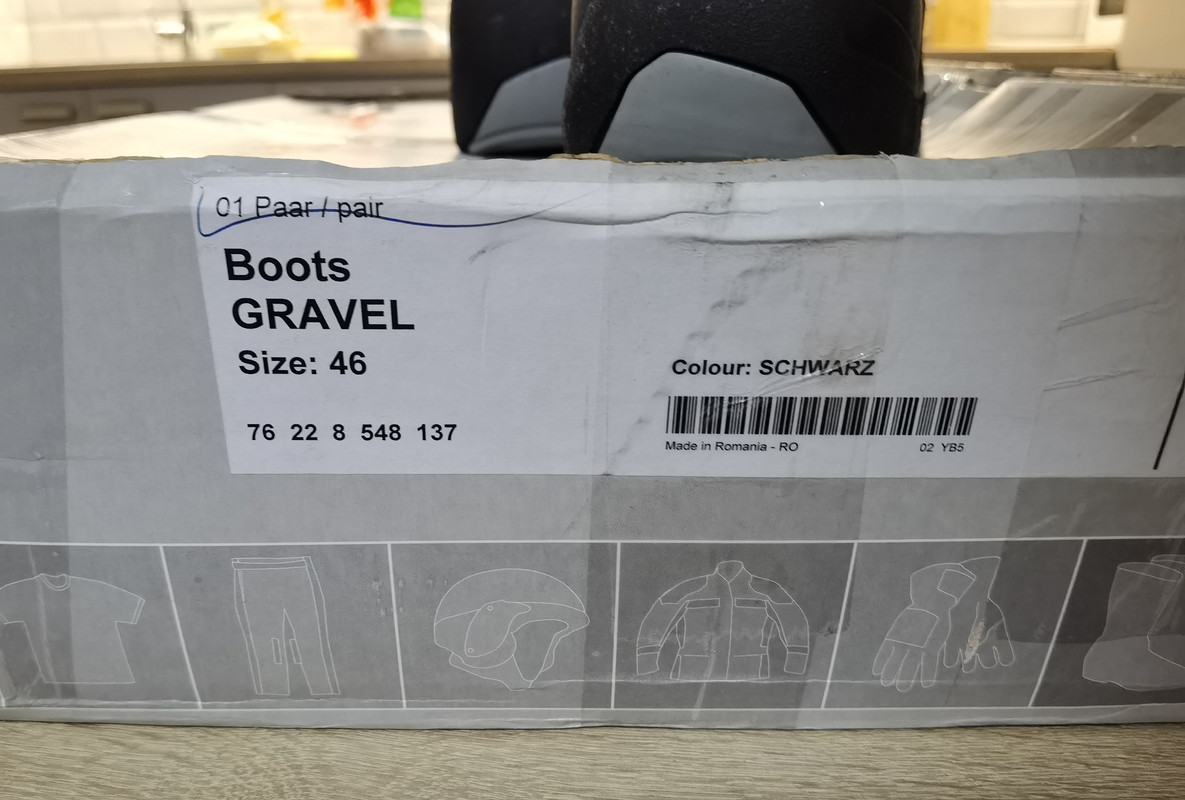 01 Paar / pair
Boots
GRAVEL
Size: 46
Colour: SCHWARZ
76 22 8 548 137
Made in Romania - RO
02 YB5